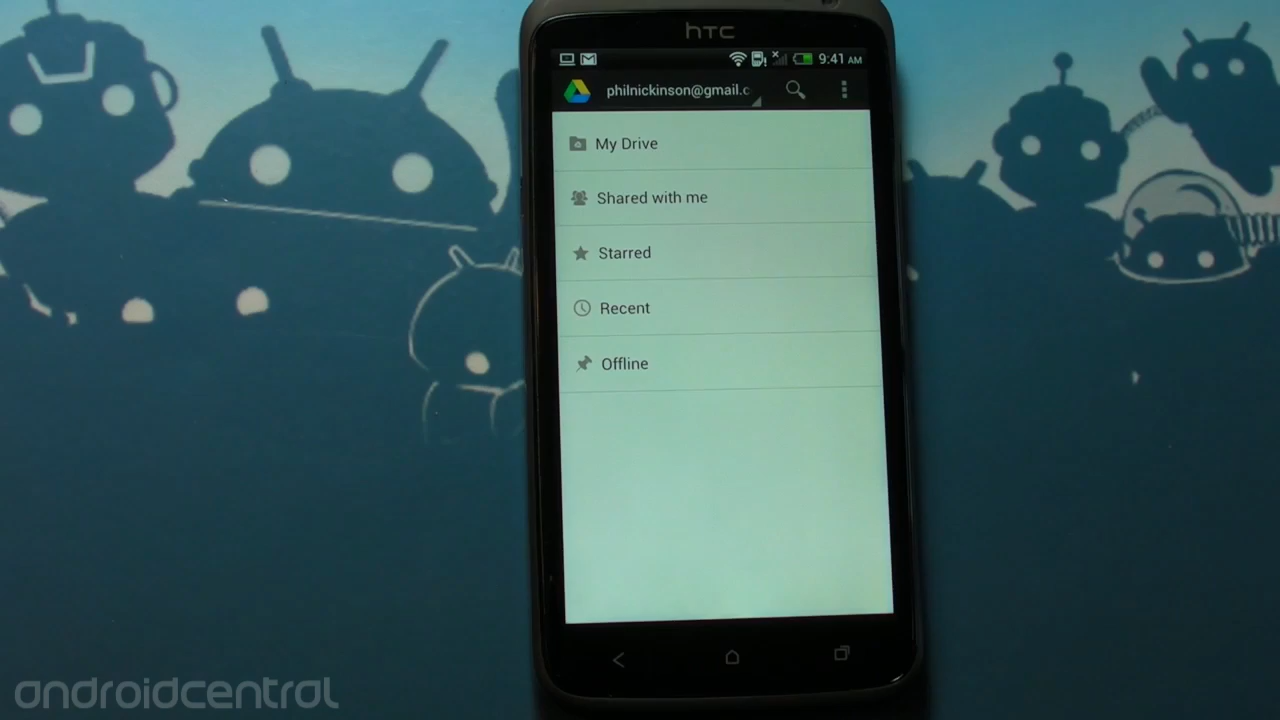 hTC
9:41 AM
philnickinson@gmail.c
My Drive
Shared with me
Starred
Recent
Offline
androidcentral